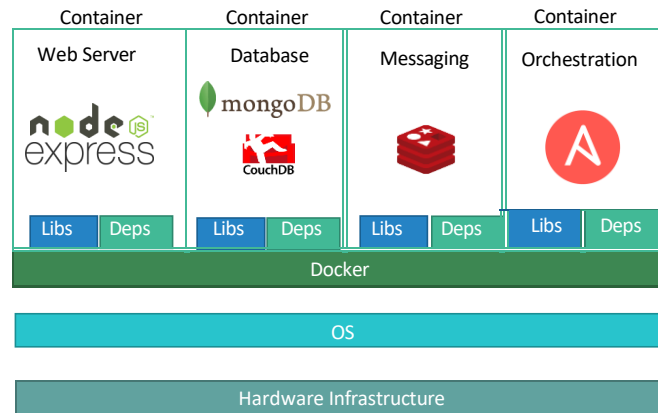 Container Container Container Container
Web Server Database Messaging Orchestration
mongoDB
node JS
express
CouchDB
Libs Deps Libs Deps Libs Deps Libs Deps
Docker
OS
Hardware Infrastructure